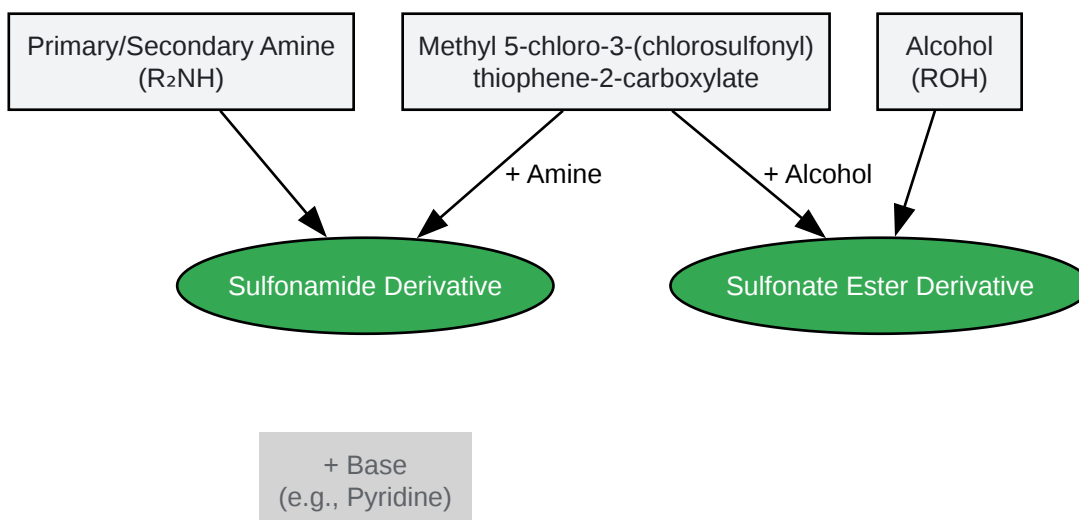 Primary/Secondary Amine
(R₂NH)
Methyl 5-chloro-3-(chlorosulfonyl)
thiophene-2-carboxylate
Alcohol
(ROH)
+ Amine
+ Alcohol
Sulfonamide Derivative
Sulfonate Ester Derivative
+ Base
(e.g., Pyridine)